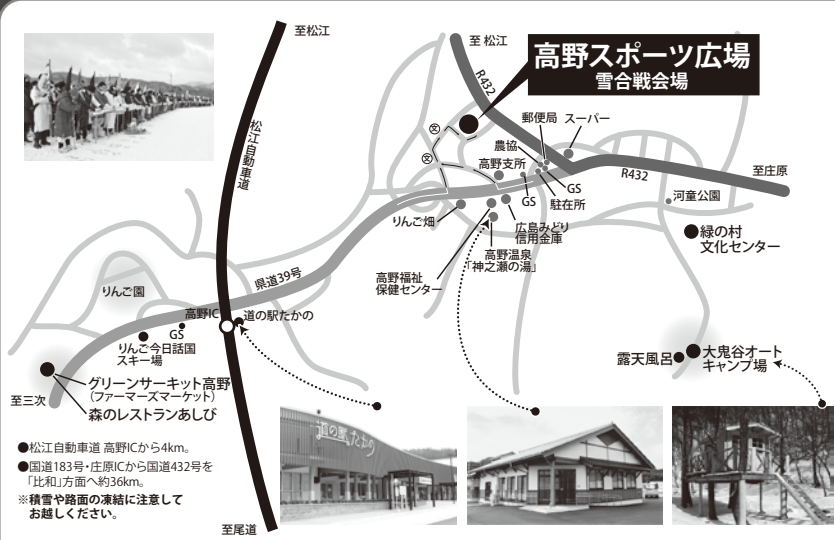 至松江
至 松江
高野スポーツ広場
雪合戦会場
R432
松江自動車道
文
文
郵便局
スーパー
農協
高野支所
GS
GS
駐在所
R432
至庄原
河童公園
りんご畑
広島みどり
信用金庫
高野温泉
「神之瀬の湯」
高野福祉
保健センター
緑の村
文化センター
県道39号
りんご園
高野IC
道の駅たかの
GS
りんご今日話国
スキー場
露天風呂
大鬼谷オート
キャンプ場
グリーンサーキット高野
（ファーマーズマーケット）
至三次
森のレストランあしび
道の駅たかの
●松江自動車道 高野ICから4km。
●国道183号・庄原ICから国道432号を
「比和」方面へ約36km。
※積雪や路面の凍結に注意して
お越しください。
至尾道